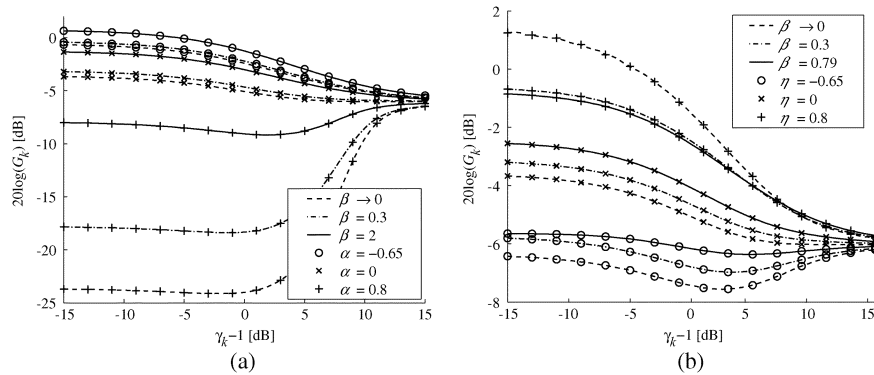 0
-5
-10
-15
-20
-25
20log(G_k) [dB]
-15 -10 -5 0 5 10 15
γ_k−1 [dB]
β → 0
β = 0.3
β = 2
α = −0.65
α = 0
α = 0.8
(a)
2
0
-2
-4
-6
-8
20log(G_k) [dB]
-15 -10 -5 0 5 10 15
γ_k−1 [dB]
β → 0
β = 0.3
β = 0.79
η = −0.65
η = 0
η = 0.8
(b)